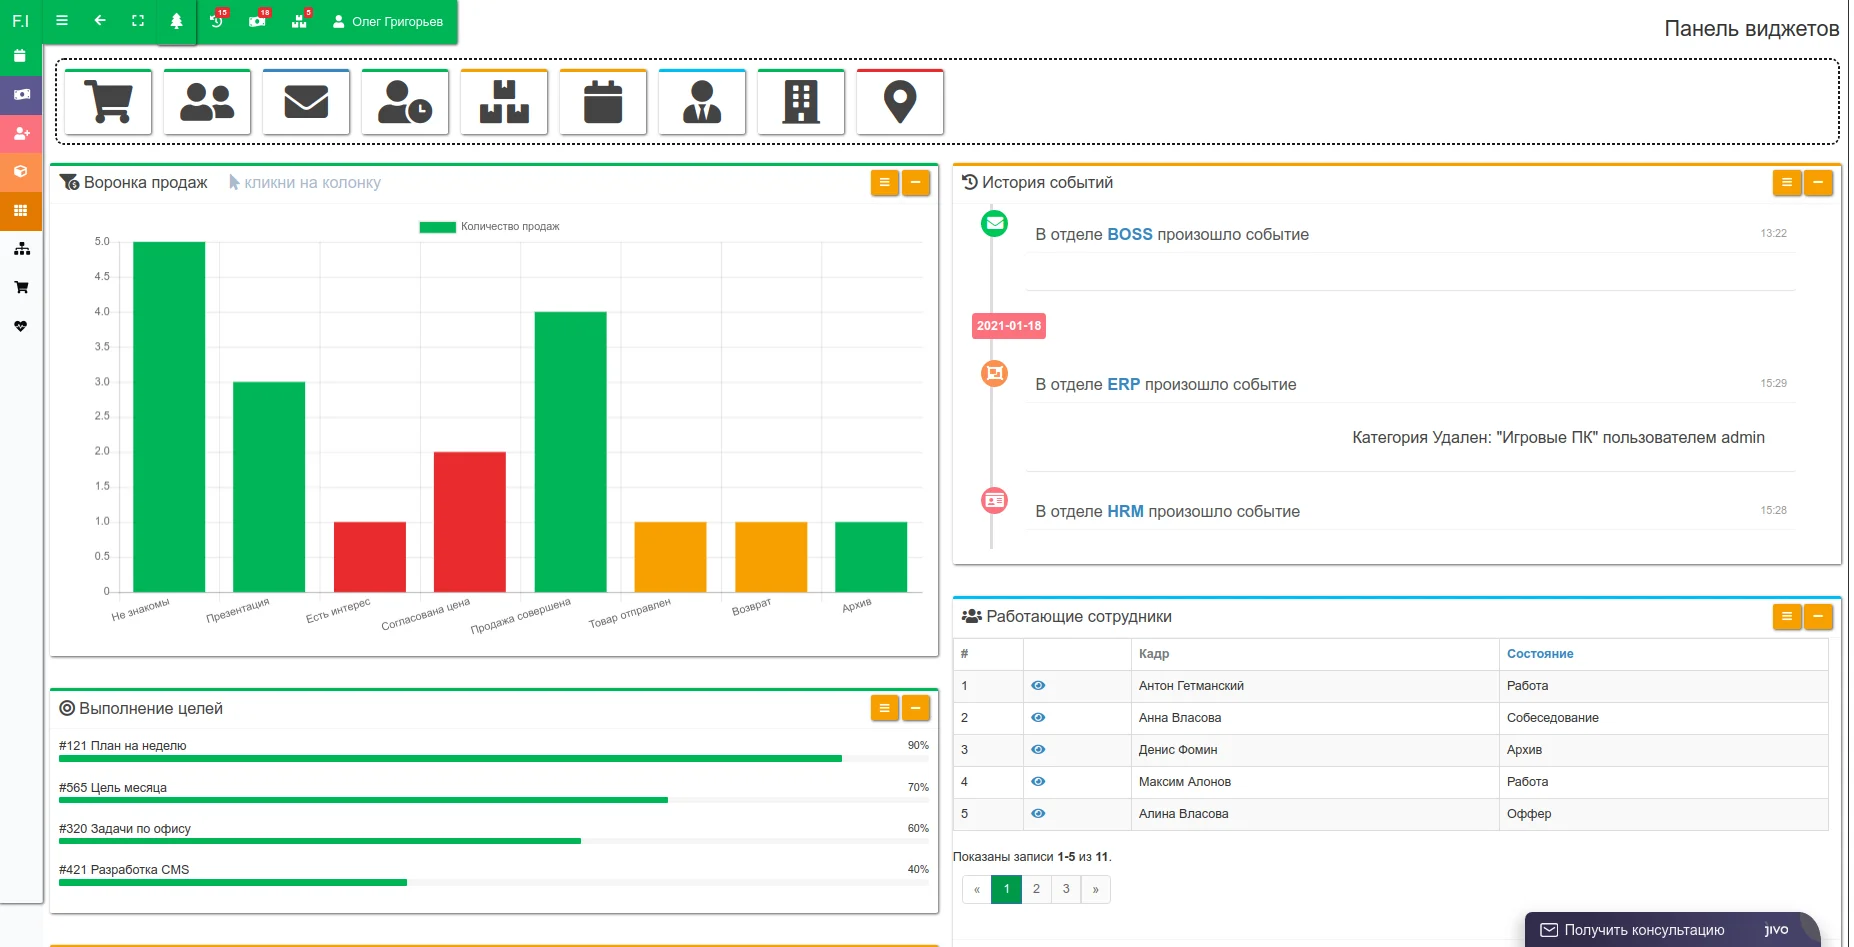 F.I
15
18
5
Олег Григорьев
Панель виджетов
Воронка продаж
кликни на колонку
Количество продаж
5.0
4.5
4.0
3.5
3.0
2.5
2.0
1.5
1.0
0.5
0
Не знакомы
Презентация
Есть интерес
Согласована цена
Продажа совершена
Товар отправлен
Возврат
Архив
Выполнение целей
#121 План на неделю 90%
#565 Цель месяца 70%
#320 Задачи по офису 60%
#421 Разработка CMS 40%
История событий
В отделе BOSS произошло событие 13:22
2021-01-18
В отделе ERP произошло событие 15:29
Категория Удален: "Игровые ПК" пользователем admin
В отделе HRM произошло событие 15:28
Работающие сотрудники
# Кадр Состояние
1 Антон Гетманский Работа
2 Анна Власова Собеседование
3 Денис Фомин Архив
4 Максим Алонов Работа
5 Алина Власова Оффер
Показаны записи 1-5 из 11.
« 1 2 3 »
Получить консультацию jivo